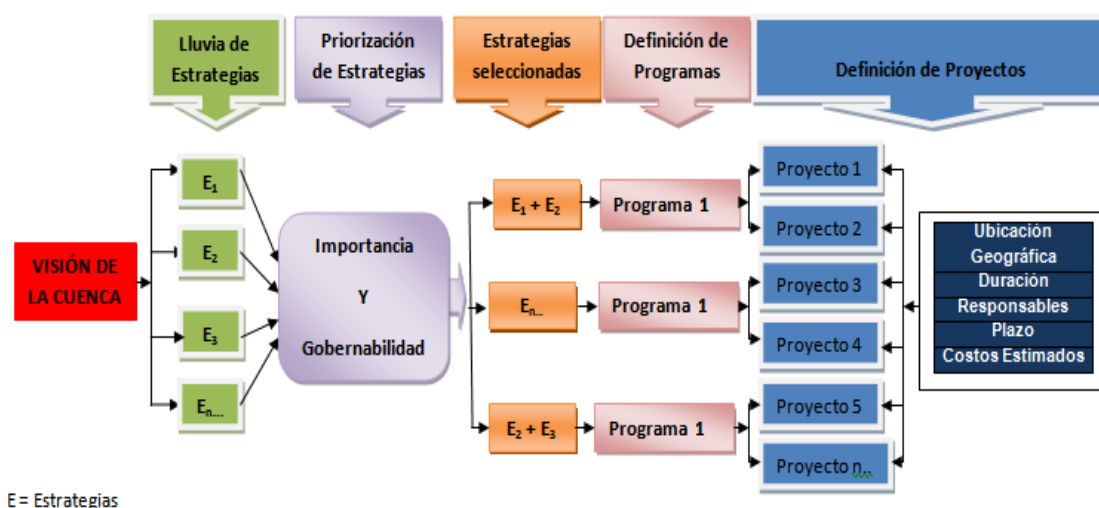 Lluvia de
Estrategias
Priorización
de Estrategias
Estrategias
seleccionadas
Definición de
Programas
Definición de Proyectos
VISIÓN DE
LA CUENCA
E1
E2
E3
En....
Importancia
Y
Gobernabilidad
E1 + E2
Programa 1
En...
Programa 1
E2 + E3
Programa 1
Proyecto 1
Proyecto 2
Proyecto 3
Proyecto 4
Proyecto 5
Proyecto n..
Ubicación
Geográfica
Duración
Responsables
Plazo
Costos Estimados
E = Estrategias